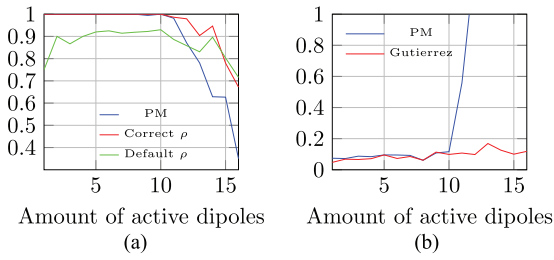 1
0.9
0.8
0.7
0.6
0.5
0.4
PM
Correct ρ
Default ρ
5 10 15
Amount of active dipoles
(a)
1
0.8
0.6
0.4
0.2
0
PM
Gutierrez
5 10 15
Amount of active dipoles
(b)